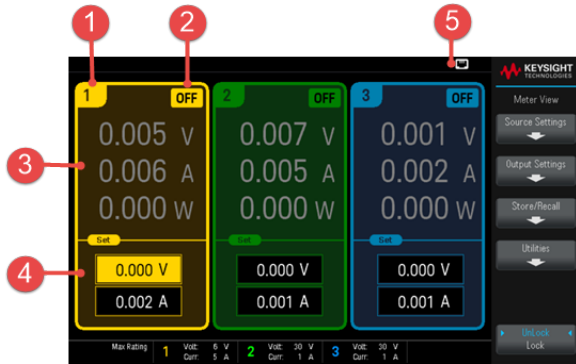 1
2
5
KEYSIGHT
TECHNOLOGIES
Meter View
1 OFF
2 OFF
3 OFF
Source Settings
0.005 V
0.007 V
0.001 V
3
0.006 A
0.005 A
0.002 A
Output Settings
0.000 W
0.000 W
0.000 W
Store/Recall
Set
Set
Set
Utilities
4
0.000 V
0.000 V
0.000 V
0.002 A
0.001 A
0.001 A
UnLock
Lock
Max Rating
1 Volt: 6 V
Curr: 5 A
2 Volt: 30 V
Curr: 1 A
3 Volt: 30 V
Curr: 1 A